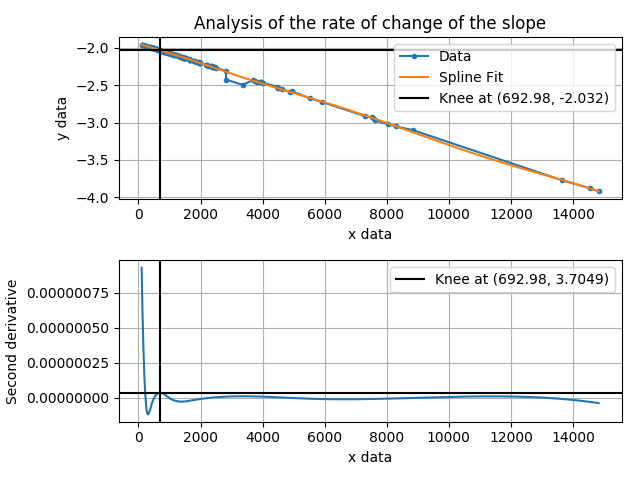 Analysis of the rate of change of the slope
−2.0
−2.5
−3.0
−3.5
−4.0
y data
Data
Spline Fit
Knee at (692.98, -2.032)
0 2000 4000 6000 8000 10000 12000 14000
x data
0.00000075
0.00000050
0.00000025
0.00000000
Second derivative
Knee at (692.98, 3.7049)
0 2000 4000 6000 8000 10000 12000 14000
x data